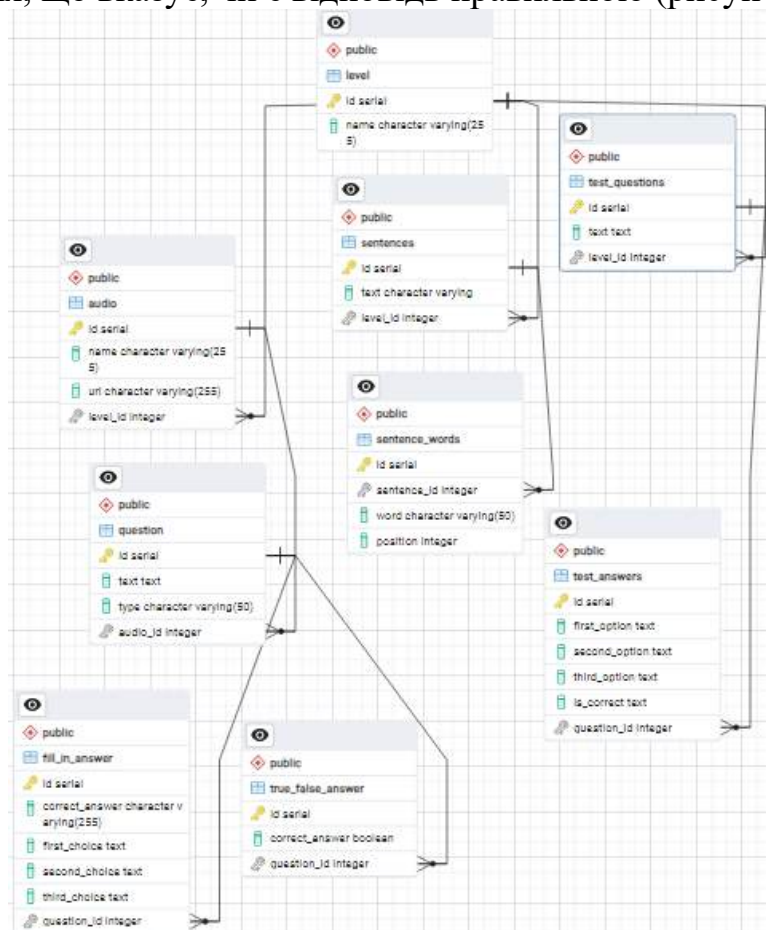 що вказує, чи є відповідь правильною
public
level
id serial
name character varying(25
5)
public
test_questions
id serial
text text
level_id integer
public
sentences
id serial
text character varying
level_id integer
public
audio
id serial
name character varying(25
5)
url character varying(255)
level_id integer
public
sentence_words
id serial
sentence_id integer
word character varying(50)
position integer
public
question
id serial
text text
type character varying(50)
audio_id integer
public
test_answers
id serial
first_option text
second_option text
third_option text
is_correct text
question_id integer
public
fill_in_answer
id serial
correct_answer character v
arying(255)
first_choice text
second_choice text
third_choice text
question_id integer
public
true_false_answer
id serial
correct_answer boolean
question_id integer